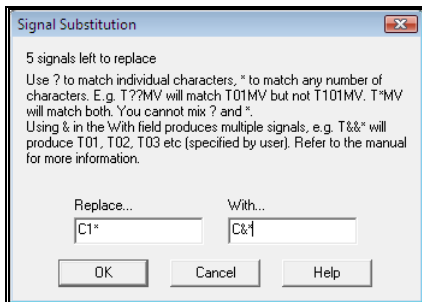 Signal Substitution
5 signals left to replace
Use ? to match individual characters, * to match any number of
characters. E.g. T??MV will match T01MV but not T101MV. T*MV
will match both. You cannot mix ? and *.
Using & in the With field produces multiple signals, e.g. T&&* will
produce T01, T02, T03 etc (specified by user). Refer to the manual
for more information.
Replace... With...
C1* C&*
OK Cancel Help